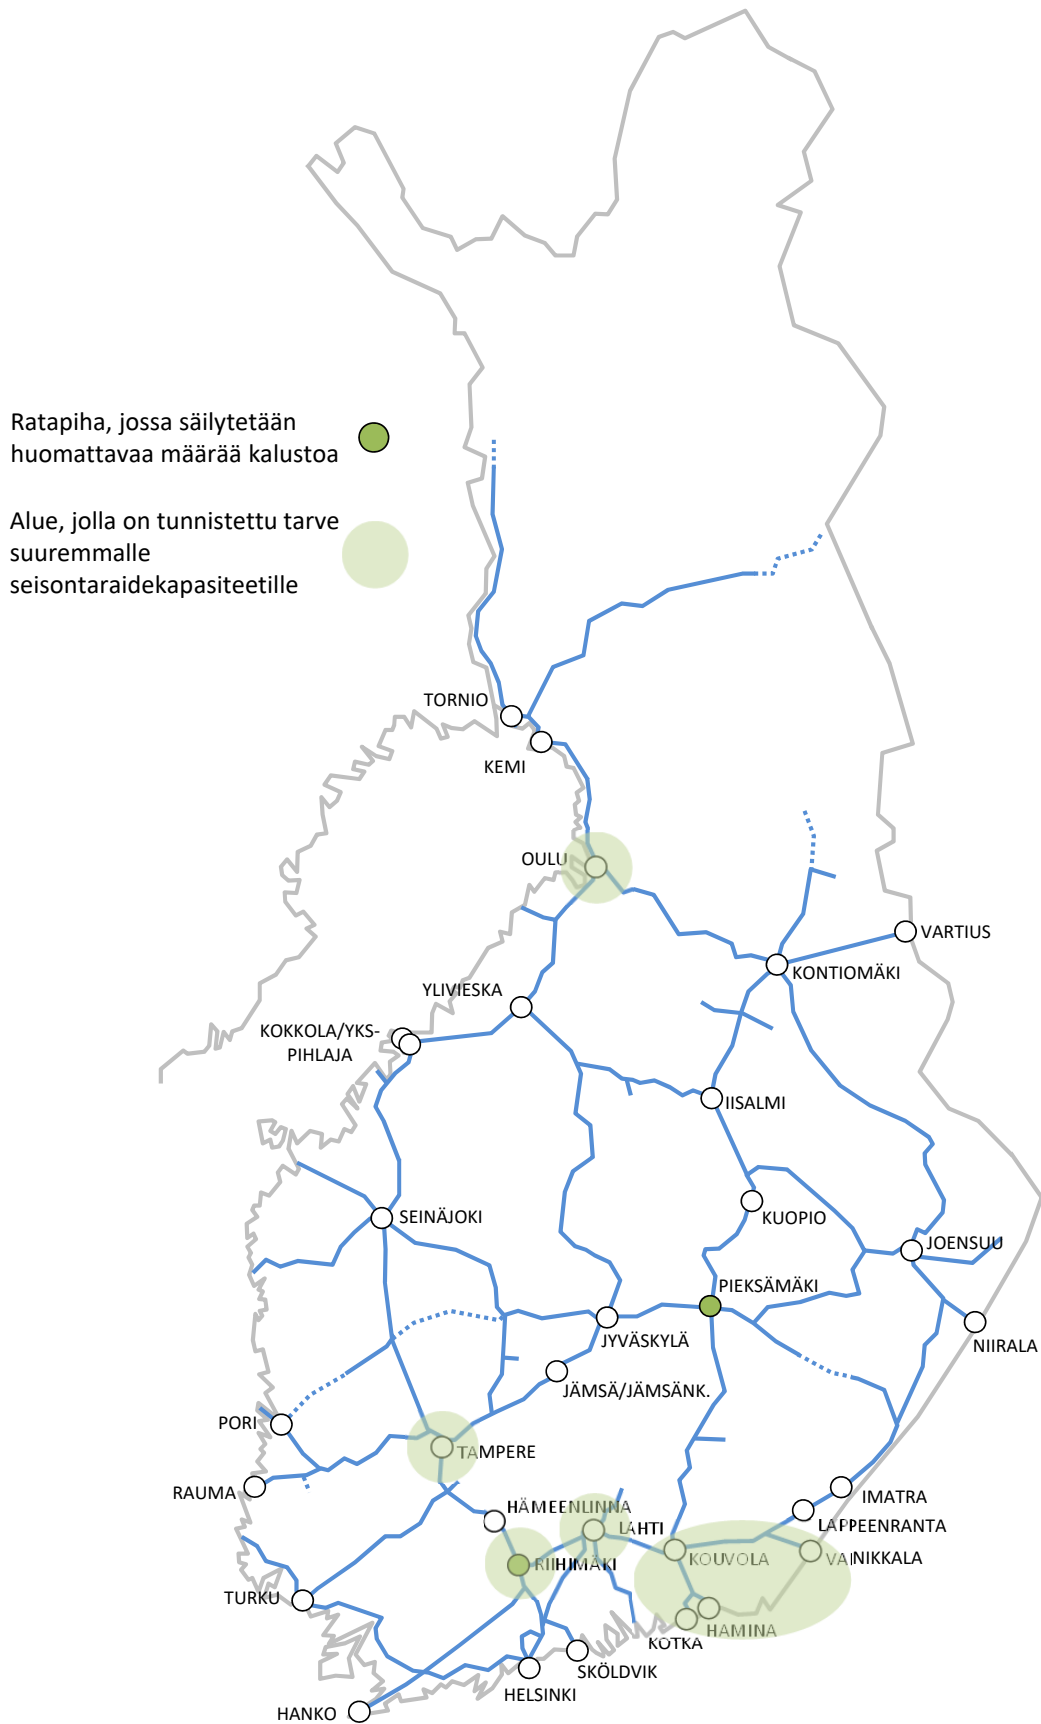 Ratapiha, jossa säilytetään
huomattavaa määrää kalustoa
Alue, jolla on tunnistettu tarve
suuremmalle
seisontaraidekapasiteetille
TORNIO
KEMI
OULU
VARTIUS
KONTIOMÄKI
YLIVIESKA
KOKKOLA/YKS-
PIHLAJA
IISALMI
KUOPIO
SEINÄJOKI
JOENSUU
PIEKSÄMÄKI
JYVÄSKYLÄ
NIIRALA
JÄMSÄ/JÄMSÄNK.
PORI
TAMPERE
RAUMA
IMATRA
HÄMEENLINNA
LAHTI
LAPPEENRANTA
KOUVOLA
VAINIKKALA
RIIHIMÄKI
TURKU
HAMINA
KOTKA
SKÖLDVIK
HELSINKI
HANKO